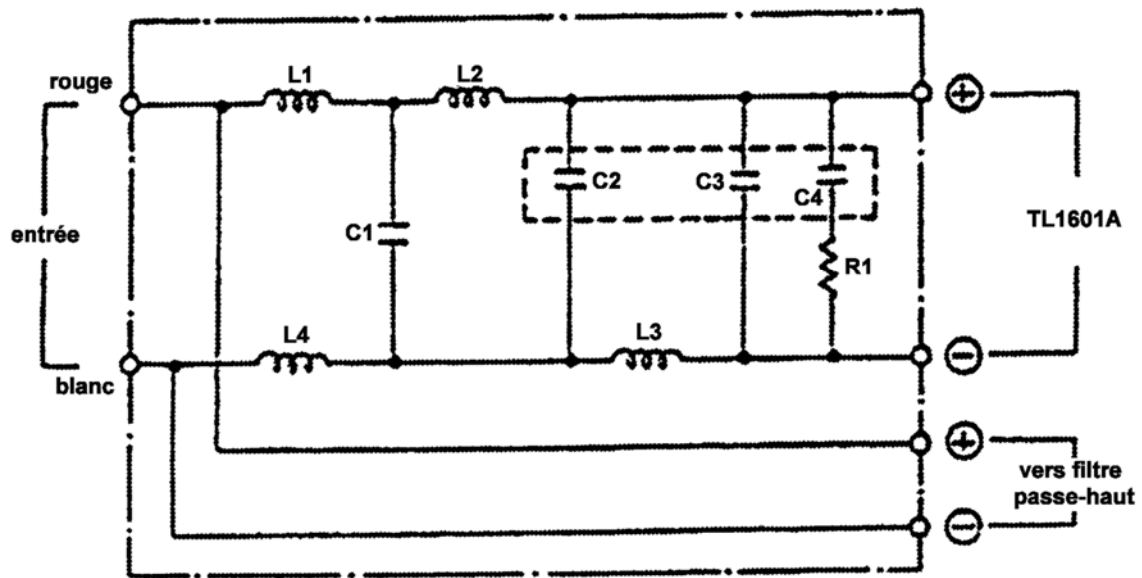 rouge
L1
L2
+
C2
C3
C4
entrée
C1
TL1601A
R1
L4
L3
blanc
−
+
vers filtre
passe-haut
−